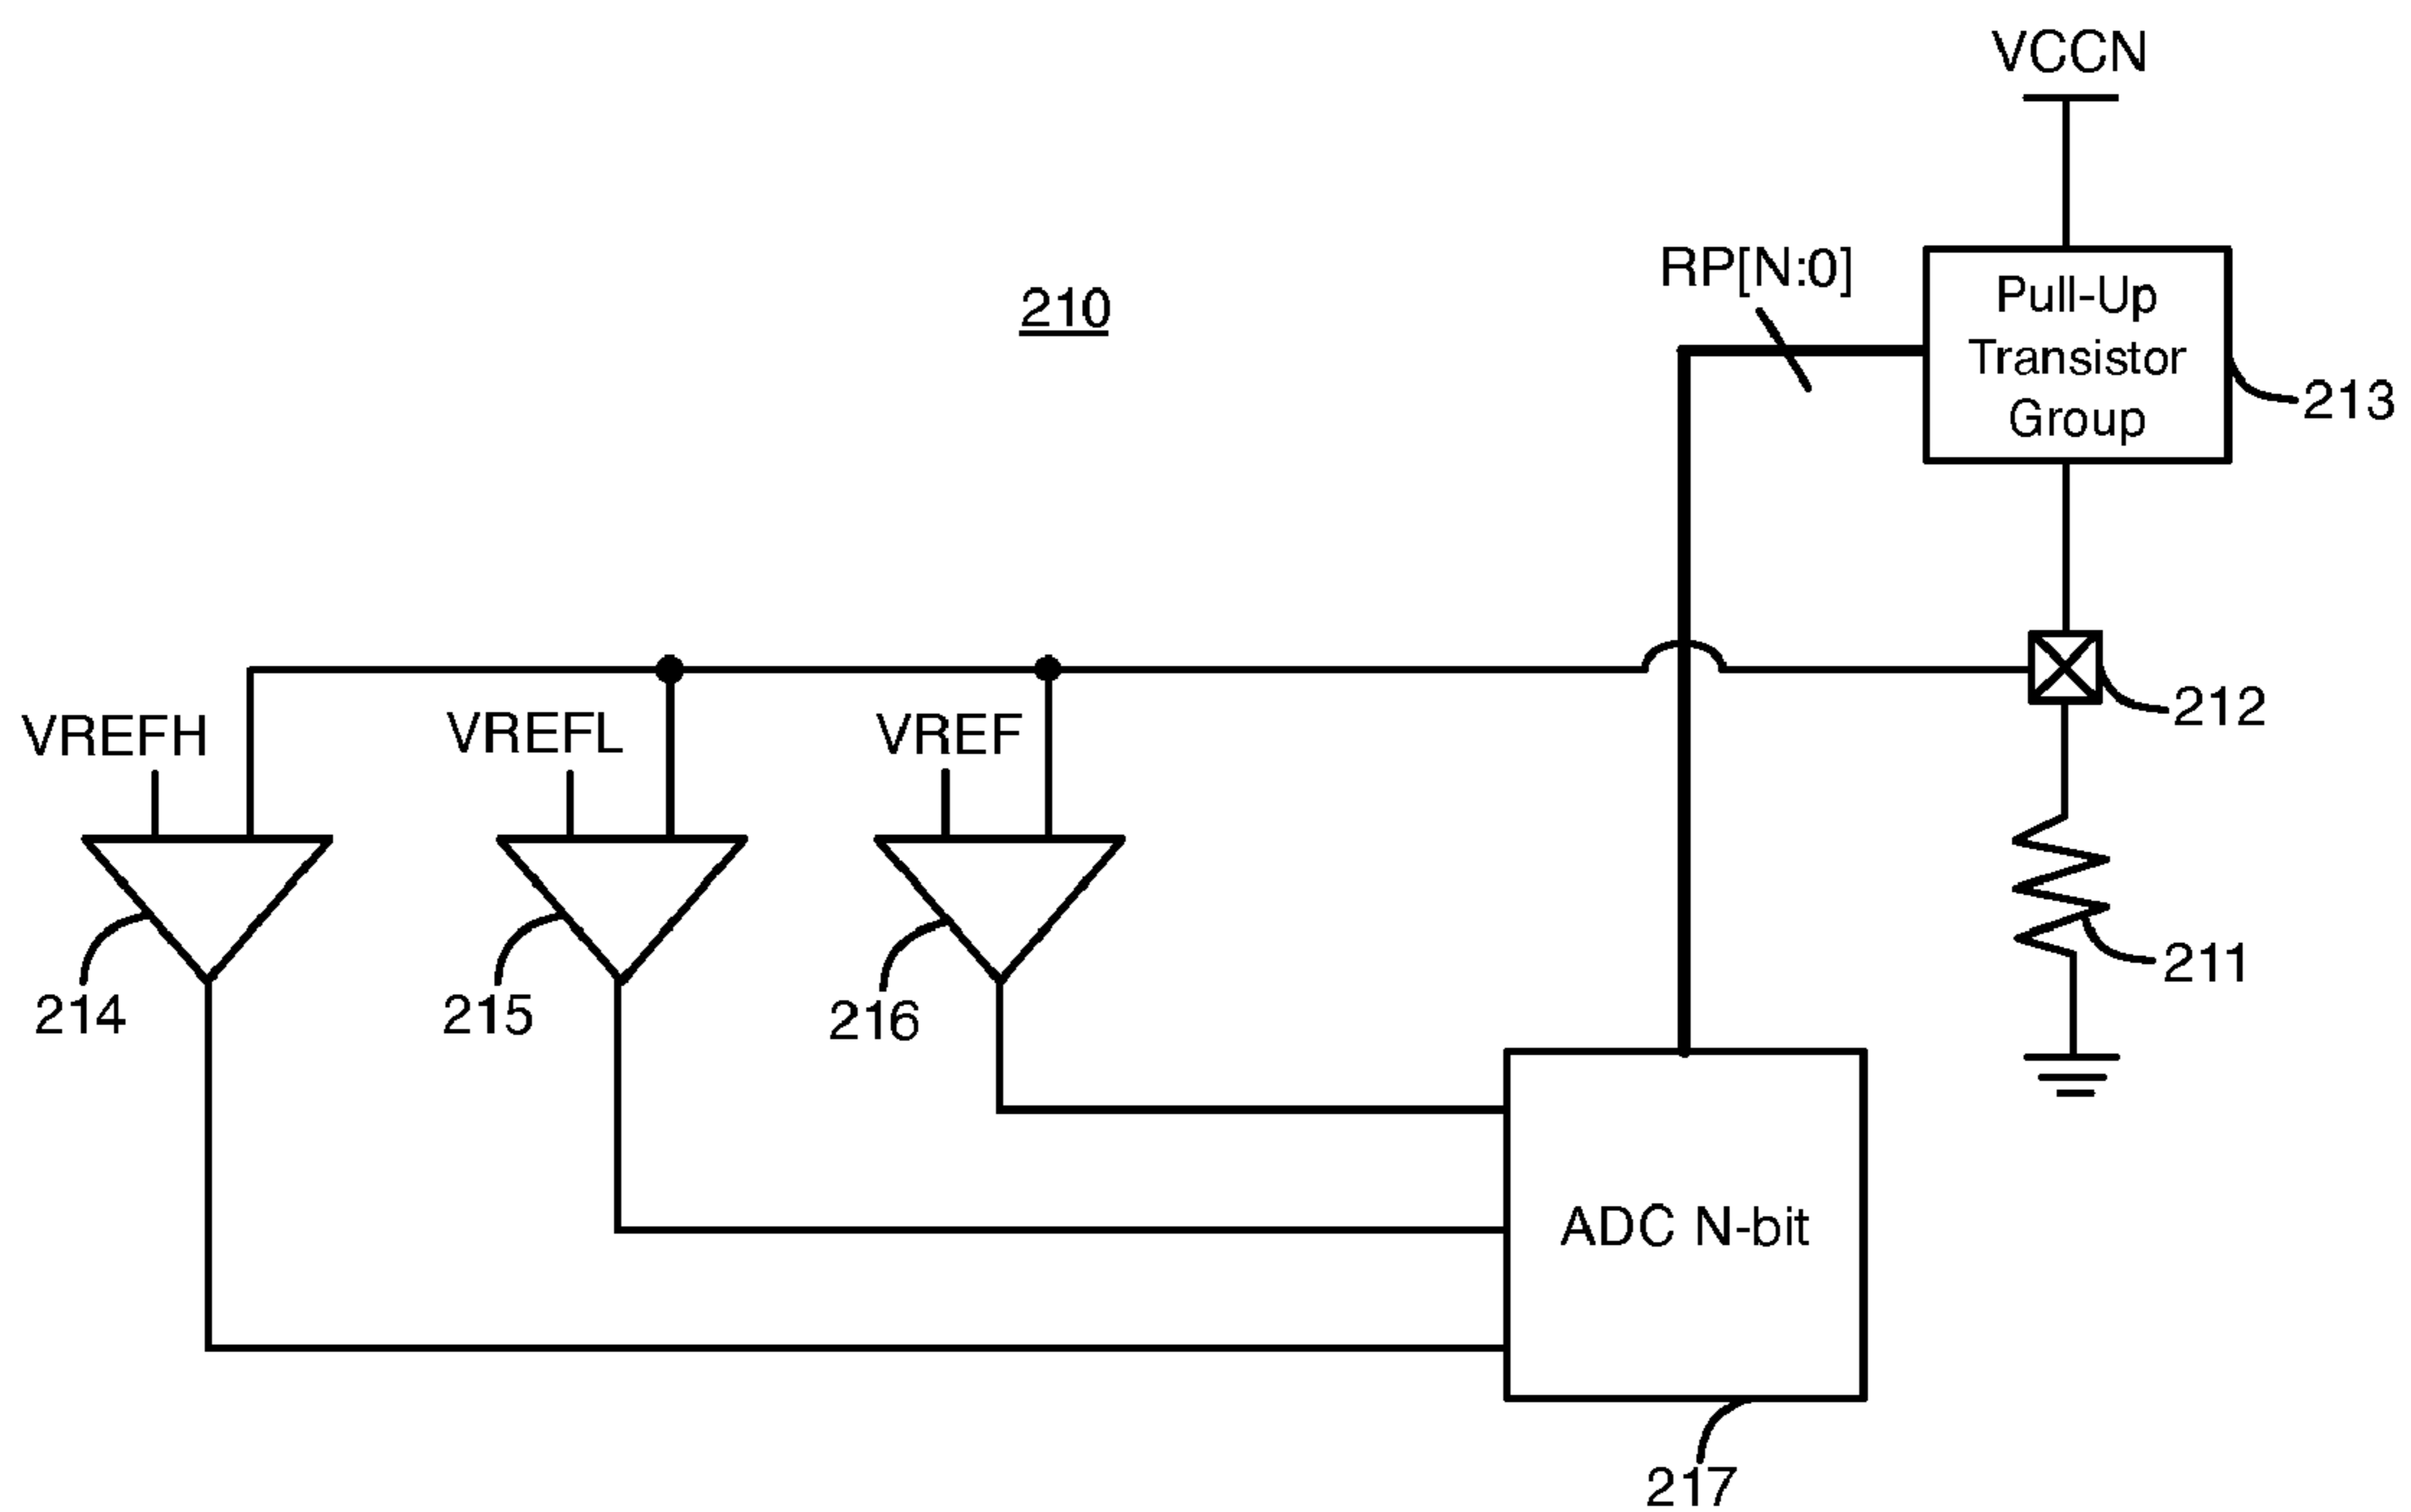 VCCN
RP[N:0]
210
Pull-Up
Transistor
Group
213
212
VREFH
VREFL
VREF
211
214
215
216
ADC N-bit
217